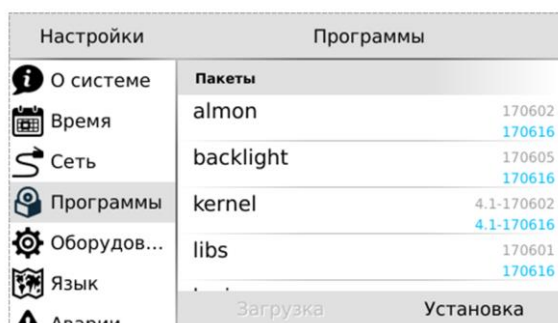 Настройки
Программы
О системе
Время
Сеть
Программы
Оборудов...
Язык
Аварии
Пакеты
almon
170602
170616
backlight
170605
170616
kernel
4.1-170602
4.1-170616
libs
170601
170616
Загрузка
Установка